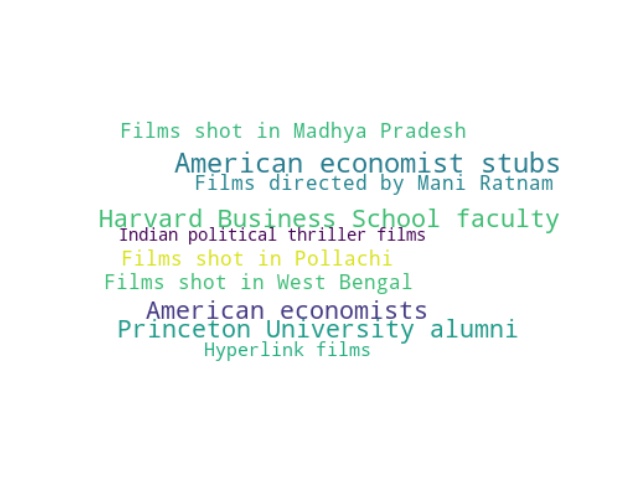 Films shot in Madhya Pradesh
American economist stubs
Films directed by Mani Ratnam
Harvard Business School faculty
Indian political thriller films
Films shot in Pollachi
Films shot in West Bengal
American economists
Princeton University alumni
Hyperlink films